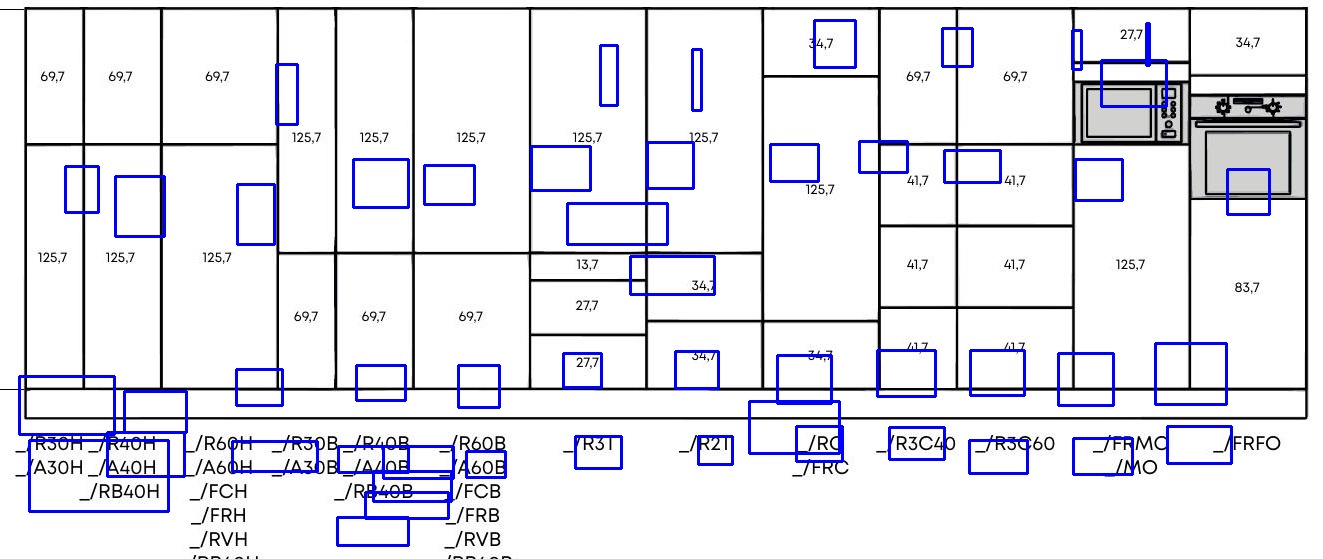 34,7 27,7 34,7
69,7 69,7 69,7 69,7 69,7
125,7 125,7 125,7 125,7 125,7
125,7 41,7 41,7
125,7 125,7 125,7 13,7 34,7 41,7 41,7 125,7 83,7
69,7 69,7 69,7 27,7
27,7 34,7 34,7 41,7 41,7
_/R30H _/R40H _/R60H _/R30B _/R40B _/R60B _/R3T _/R2T _/RC _/R3C40 _/R3C60 _/FRMO _/FRFO
_/A30H _/A40H _/A60H _/A30B _/A40B _/A60B _/FRC _/MO
_/RB40H _/FCH _/RB40B _/FCB
_/FRH _/FRB
_/RVH _/RVB